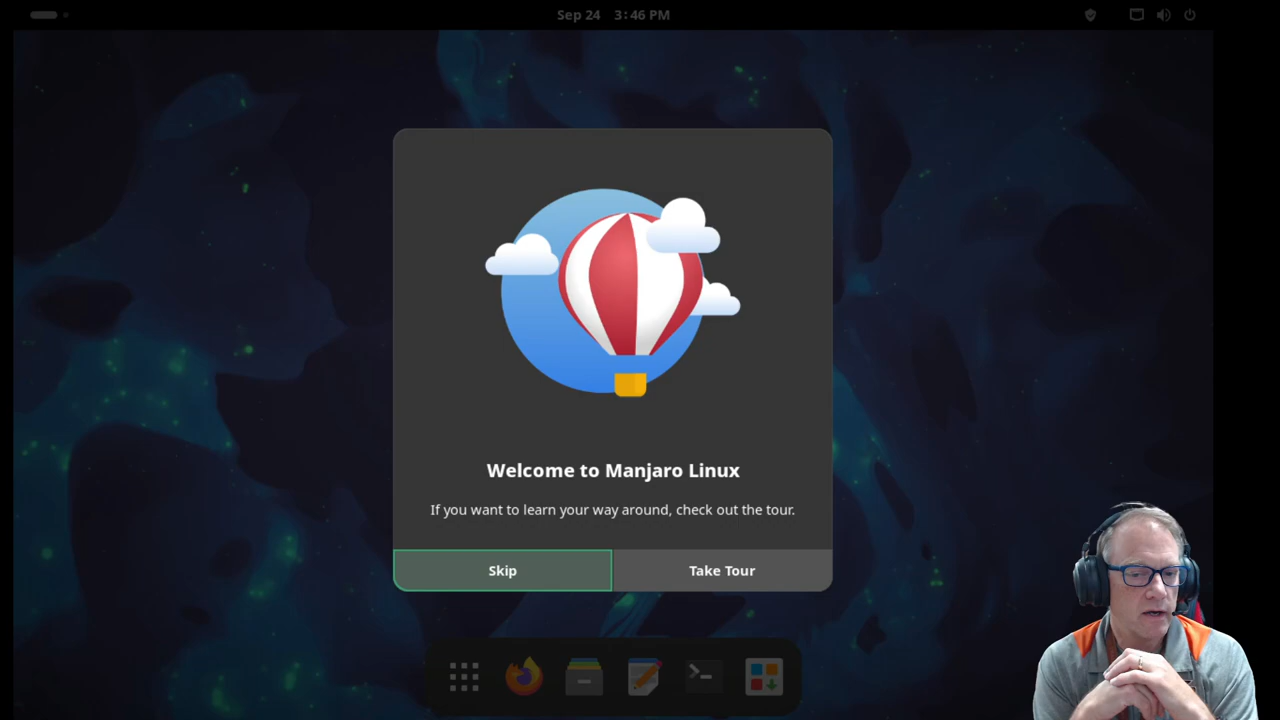 Sep 24 3:46 PM
Welcome to Manjaro Linux
If you want to learn your way around, check out the tour.
Skip
Take Tour